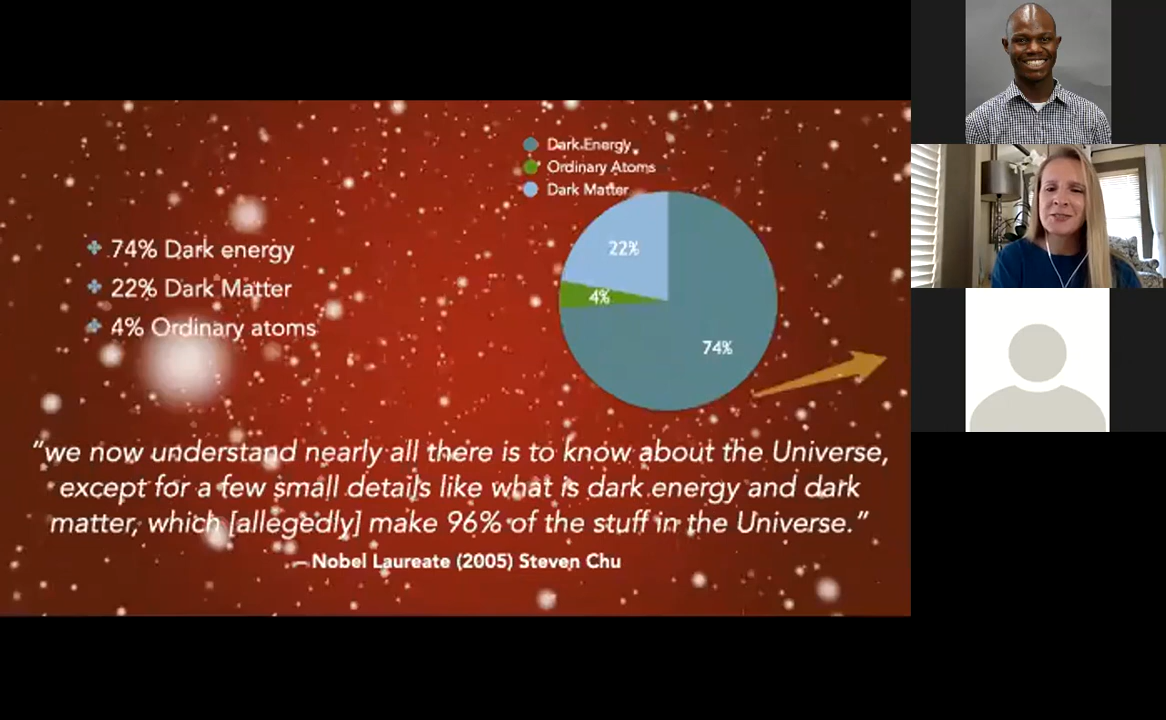 Dark Energy
Ordinary Atoms
Dark Matter
74% Dark energy
22% Dark Matter
4% Ordinary atoms
22%
4%
74%
“we now understand nearly all there is to know about the Universe,
except for a few small details like what is dark energy and dark
matter, which [allegedly] make 96% of the stuff in the Universe.”
— Nobel Laureate (2005) Steven Chu